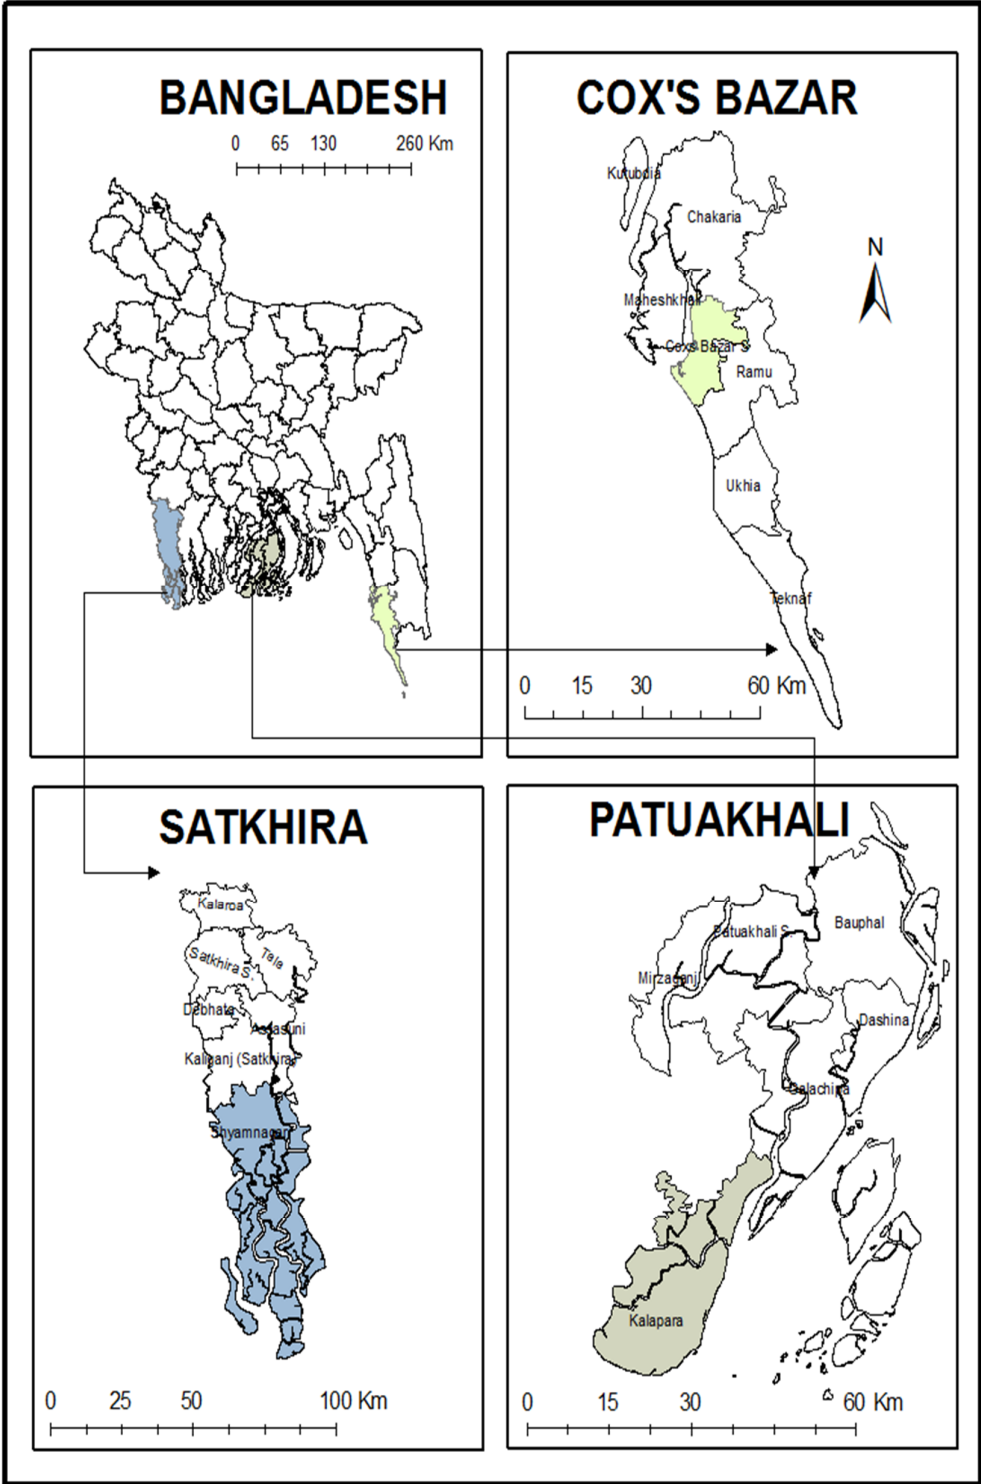 BANGLADESH
0 65 130 260 Km
COX'S BAZAR
Kutubdia
Chakaria
N
Maheshkhali
Coxs Bazar S.
Ramu
Ukhia
Teknaf
0 15 30 60 Km
SATKHIRA
Kalaroa
Satkhira S.
Tala
Debhata
Assasuni
Kaliganj (Satkhira)
Shyamnagar
0 25 50 100 Km
PATUAKHALI
Bauphal
Patuakhali S.
Mirzaganj
Dashina
Galachipa
Kalapara
0 15 30 60 Km